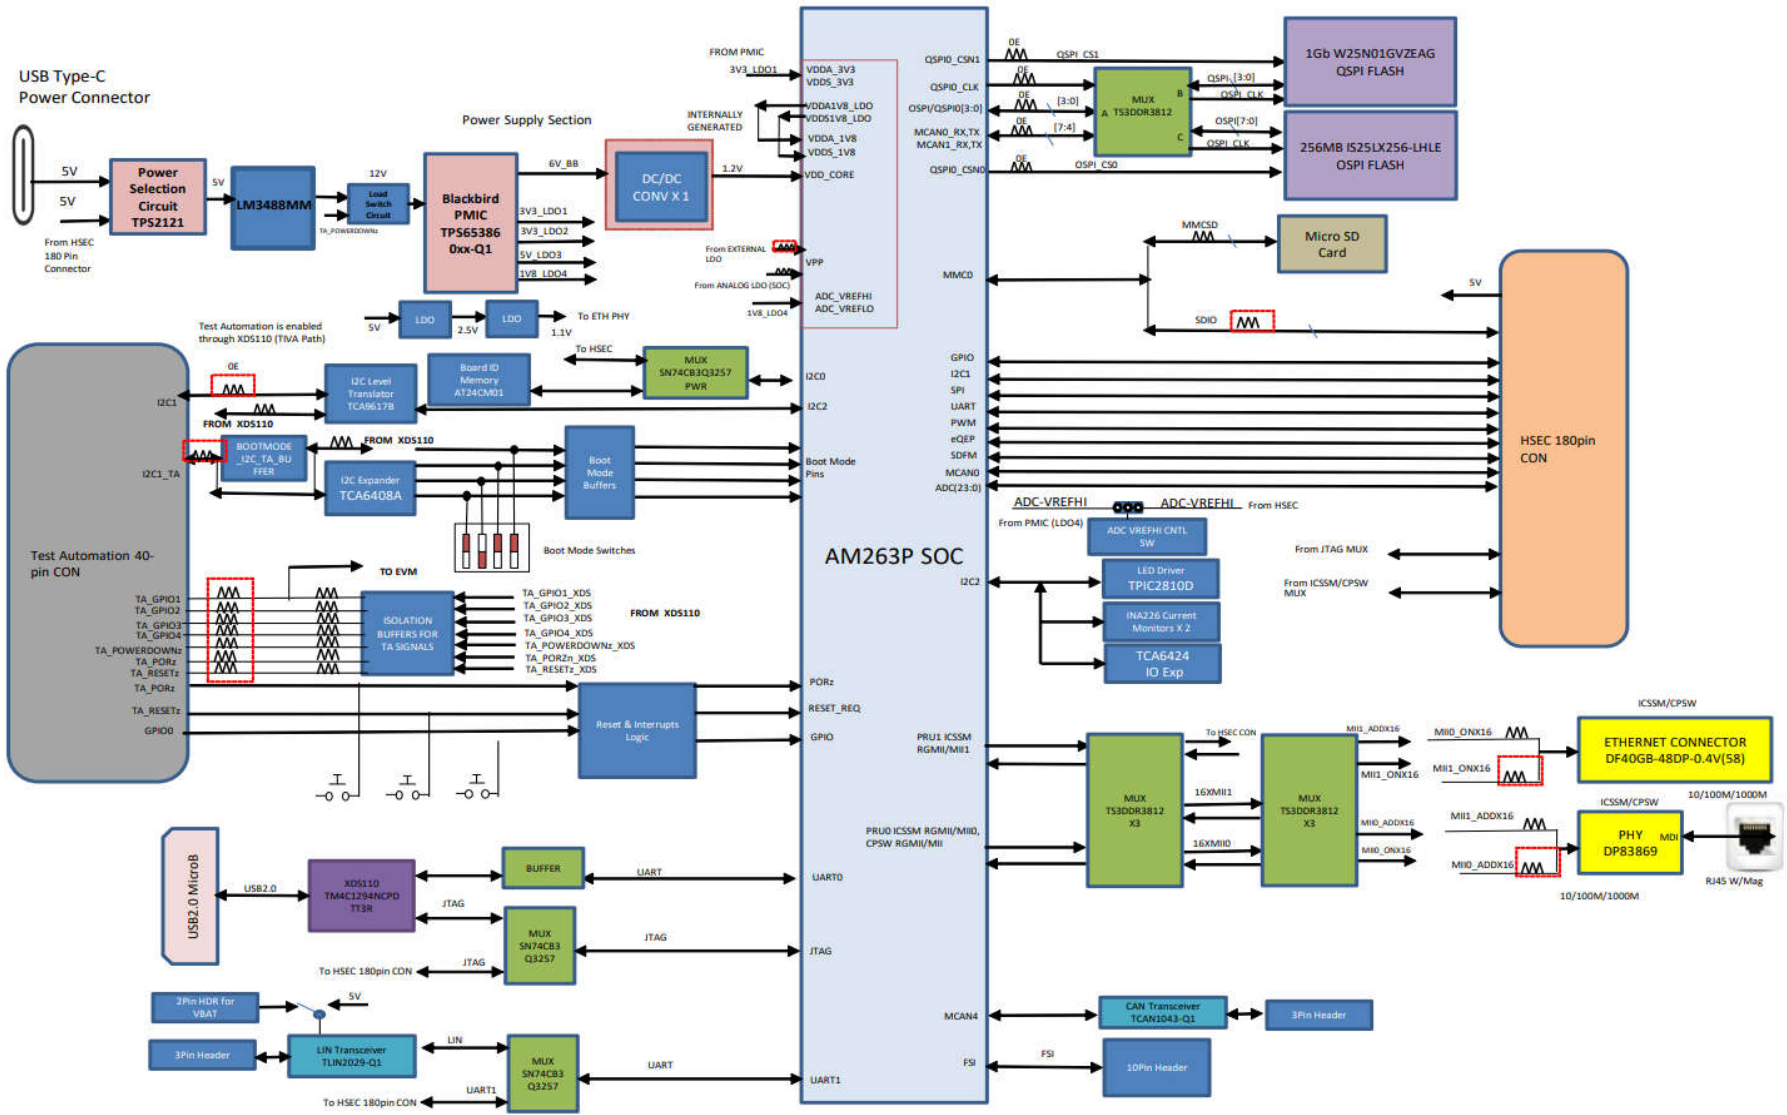 USB Type-C
Power Connector
5V
5V
From HSEC
180 Pin
Connector
Power
Selection
Circuit
TPS2121
5V
LM3488MM
12V
Load
Switch
Circuit
TA_POWERDOWNz
Power Supply Section
Blackbird
PMIC
TPS65386
0xx-Q1
6V_BB
3V3_LDO1
3V3_LDO2
5V_LDO3
1V8_LDO4
DC/DC
CONV X 1
1.2V
5V
LDO
2.5V
LDO
1.1V
To ETH PHY
FROM PMIC
3V3_LDO1
INTERNALLY
GENERATED
From EXTERNAL
LDO
From ANALOG LDO (SOC)
1V8_LDO4
VDDA_3V3
VDDS_3V3
VDDA1V8_LDO
VDDS1V8_LDO
VDDA_1V8
VDDS_1V8
VDD_CORE
VPP
ADC_VREFHI
ADC_VREFLO
I2C0
I2C2
Boot Mode
Pins
AM263P SOC
PORz
RESET_REQ
GPIO
UART0
JTAG
UART1
QSPI0_CSN1
QSPI0_CLK
OSPI/QSPI0[3:0]
MCAN0_RX,TX
MCAN1_RX,TX
QSPI0_CSN0
MMC0
GPIO
I2C1
SPI
UART
PWM
eQEP
SDFM
MCAN0
ADC(23:0)
I2C2
PRU1 ICSSM
RGMII/MII1
PRU0 ICSSM RGMII/MII0,
CPSW RGMII/MII
MCAN4
FSI
0E
QSPI_CS1
0E
0E
[3:0]
0E
[7:4]
0E
OSPI_CS0
MUX
TS3DDR3812
A
B
C
QSPI [3:0]
QSPI_CLK
OSPI[7:0]
OSPI_CLK
1Gb W25N01GVZEAG
QSPI FLASH
256MB IS25LX256-LHLE
OSPI FLASH
MMCSD
Micro SD
Card
SDIO
5V
HSEC 180pin
CON
ADC-VREFHI
ADC-VREFHI
From HSEC
From PMIC (LDO4)
ADC VREFHI CNTL
SW
From JTAG MUX
From ICSSM/CPSW
MUX
LED Driver
TPIC2810D
INA226 Current
Monitors X 2
TCA6424
IO Exp
Test Automation is enabled
through XDS110 (TIVA Path)
Test Automation 40-
pin CON
I2C1
I2C1_TA
TA_GPIO1
TA_GPIO2
TA_GPIO3
TA_GPIO4
TA_POWERDOWNz
TA_PORz
TA_RESETz
TA_PORz
TA_RESETz
GPIO0
0E
FROM XDS110
I2C Level
Translator
TCA9617B
Board ID
Memory
AT24CM01
To HSEC
MUX
SN74CB3Q3257
PWR
BOOTMODE
_I2C_TA_BU
FFER
FROM XDS110
I2C Expander
TCA6408A
Boot
Mode
Buffers
Boot Mode Switches
TO EVM
ISOLATION
BUFFERS FOR
TA SIGNALS
TA_GPIO1_XDS
TA_GPIO2_XDS
TA_GPIO3_XDS
TA_GPIO4_XDS
TA_POWERDOWNz_XDS
TA_PORZn_XDS
TA_RESETz_XDS
FROM XDS110
Reset & Interrupts
Logic
USB2.0 MicroB
USB2.0
XDS110
TM4C1294NCPD
TT3R
BUFFER
UART
JTAG
MUX
SN74CB3
Q3257
JTAG
JTAG
To HSEC 180pin CON
2Pin HDR for
VBAT
5V
3Pin Header
LIN Transceiver
TLIN2029-Q1
LIN
MUX
SN74CB3
Q3257
UART
UART1
To HSEC 180pin CON
MUX
TS3DDR3812
X3
To HSEC CON
16XMII1
16XMII0
MUX
TS3DDR3812
X3
MII1_ADDX16
MII1_ONX16
MII0_ADDX16
MII0_ONX16
MII0_ONX16
MII1_ONX16
MII1_ADDX16
MII0_ADDX16
ICSSM/CPSW
ETHERNET CONNECTOR
DF40GB-48DP-0.4V(58)
10/100M/1000M
ICSSM/CPSW
PHY
DP83869
MDI
10/100M/1000M
RJ45 W/Mag
CAN Transceiver
TCAN1043-Q1
3Pin Header
FSI
10Pin Header